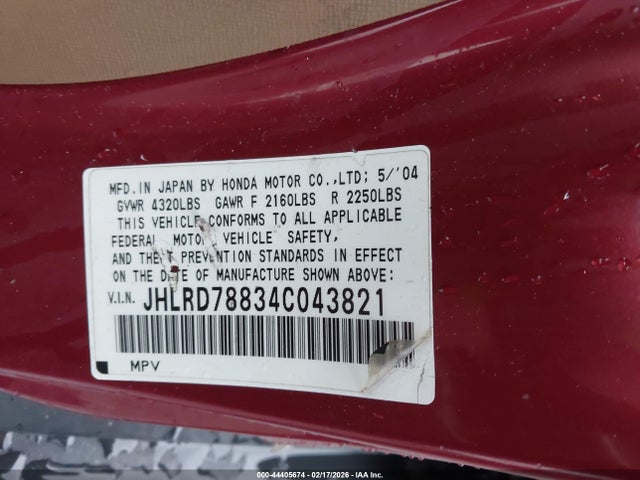 MFD.IN JAPAN BY HONDA MOTOR CO.,LTD; 5/'04
GVWR 4320LBS GAWR F 2160LBS R 2250LBS
THIS VEHICLE CONFORMS TO ALL APPLICABLE
FEDERAL MOTOR VEHICLE SAFETY,
AND THEFT PREVENTION STANDARDS IN EFFECT
ON THE DATE OF MANUFACTURE SHOWN ABOVE:
V.I.N. JHLRD78834C043821
MPV
000-44405674 - 02/17/2026 - IAA Inc.